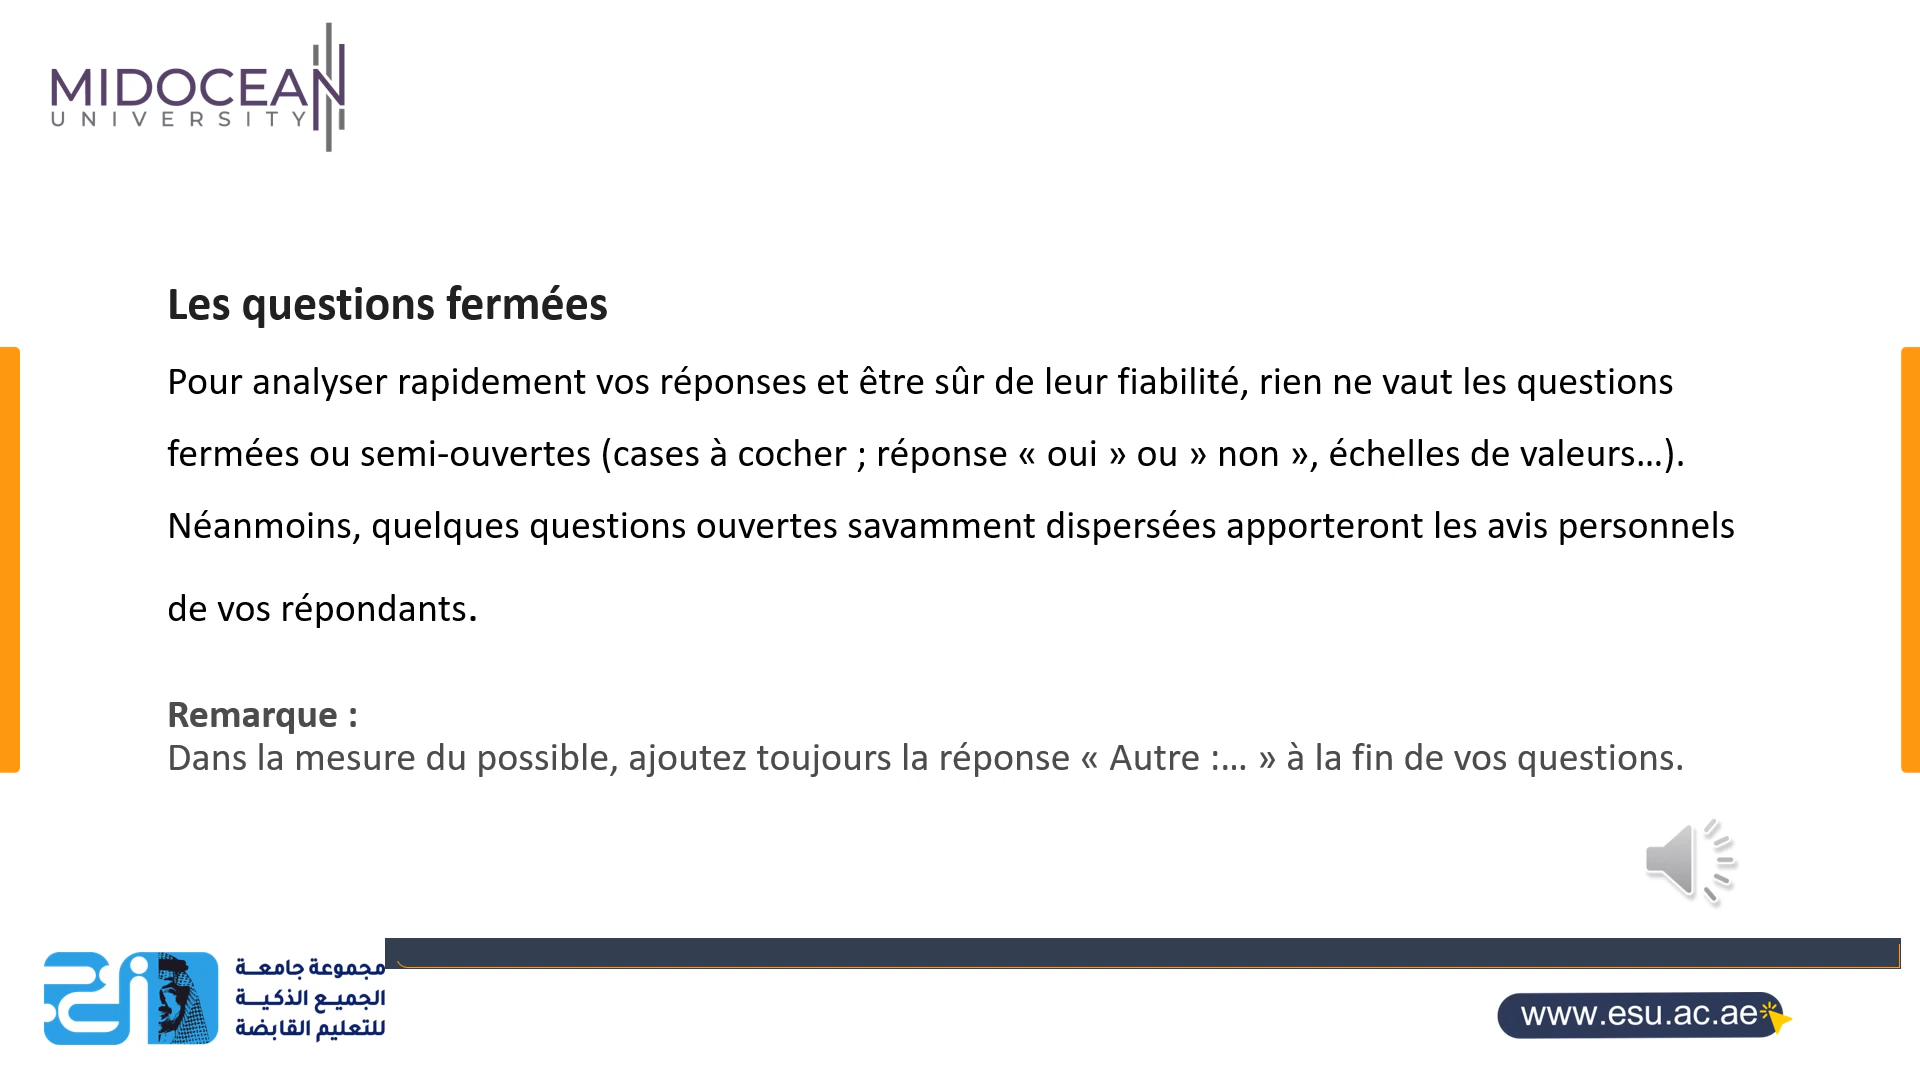 MIDOCEAN
UNIVERSITY
Les questions fermées
Pour analyser rapidement vos réponses et être sûr de leur fiabilité, rien ne vaut les questions
fermées ou semi-ouvertes (cases à cocher ; réponse « oui » ou » non », échelles de valeurs…).
Néanmoins, quelques questions ouvertes savamment dispersées apporteront les avis personnels
de vos répondants.
Remarque :
Dans la mesure du possible, ajoutez toujours la réponse « Autre :… » à la fin de vos questions.
مجموعة جامعـــة
الجميـع الذكيـــة
للتعليم القابضة
www.esu.ac.ae